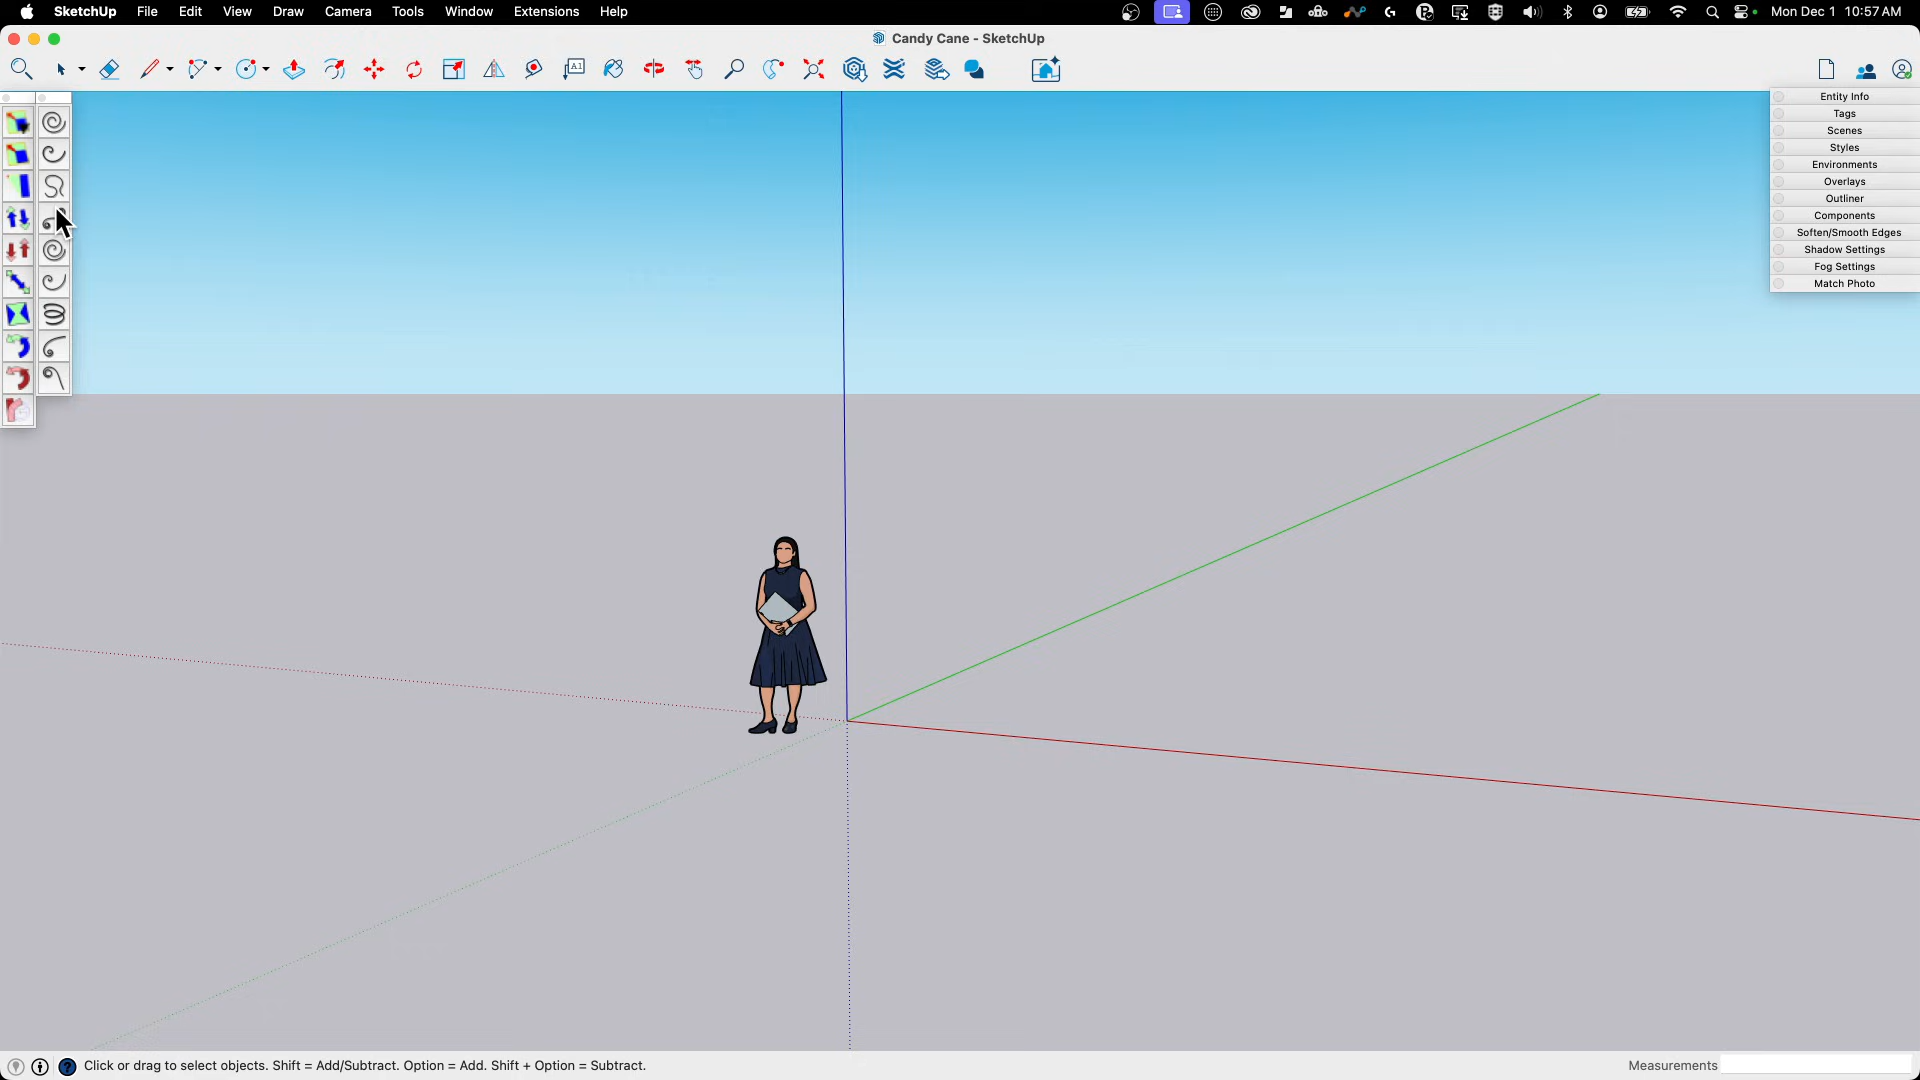 SketchUp File Edit View Draw Camera Tools Window Extensions Help Mon Dec 1 10:57 AM
Candy Cane - SketchUp
A1
Entity Info
Tags
Scenes
Styles
Environments
Overlays
Outliner
Components
Soften/Smooth Edges
Shadow Settings
Fog Settings
Match Photo
Click or drag to select objects. Shift = Add/Subtract. Option = Add. Shift + Option = Subtract. Measurements